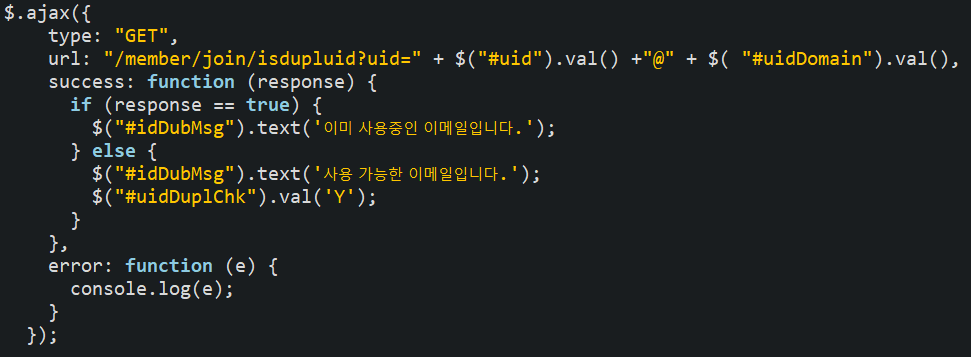 $.ajax({
    type: "GET",
    url: "/member/join/isdupluid?uid=" + $("#uid").val() +"@" + $( "#uidDomain").val(),
    success: function (response) {
      if (response == true) {
        $("#idDubMsg").text('이미 사용중인 이메일입니다.');
      } else {
        $("#idDubMsg").text('사용 가능한 이메일입니다.');
        $("#uidDuplChk").val('Y');
      }
    },
    error: function (e) {
      console.log(e);
    }
  });